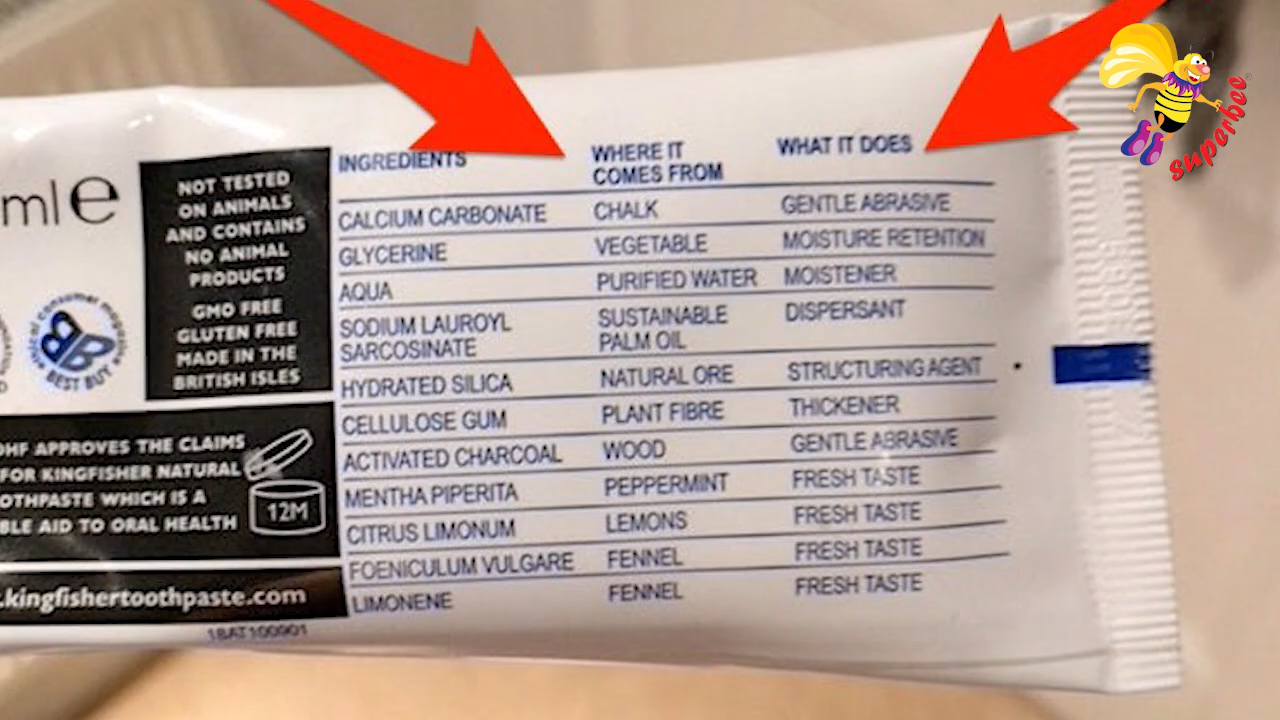 superbee
ml e
NOT TESTED
ON ANIMALS
AND CONTAINS
NO ANIMAL
PRODUCTS
GMO FREE
GLUTEN FREE
MADE IN THE
BRITISH ISLES
BEST BUY
APPROVES THE CLAIMS
FOR KINGFISHER NATURAL
OTHPASTE WHICH IS A
BLE AID TO ORAL HEALTH
12M
.kingfishertoothpaste.com
18AT100901
INGREDIENTS WHERE IT COMES FROM WHAT IT DOES
CALCIUM CARBONATE CHALK GENTLE ABRASIVE
GLYCERINE VEGETABLE MOISTURE RETENTION
AQUA PURIFIED WATER MOISTENER
SODIUM LAUROYL SUSTAINABLE DISPERSANT
SARCOSINATE PALM OIL
HYDRATED SILICA NATURAL ORE STRUCTURING AGENT
CELLULOSE GUM PLANT FIBRE THICKENER
ACTIVATED CHARCOAL WOOD GENTLE ABRASIVE
MENTHA PIPERITA PEPPERMINT FRESH TASTE
CITRUS LIMONUM LEMONS FRESH TASTE
FOENICULUM VULGARE FENNEL FRESH TASTE
LIMONENE FENNEL FRESH TASTE